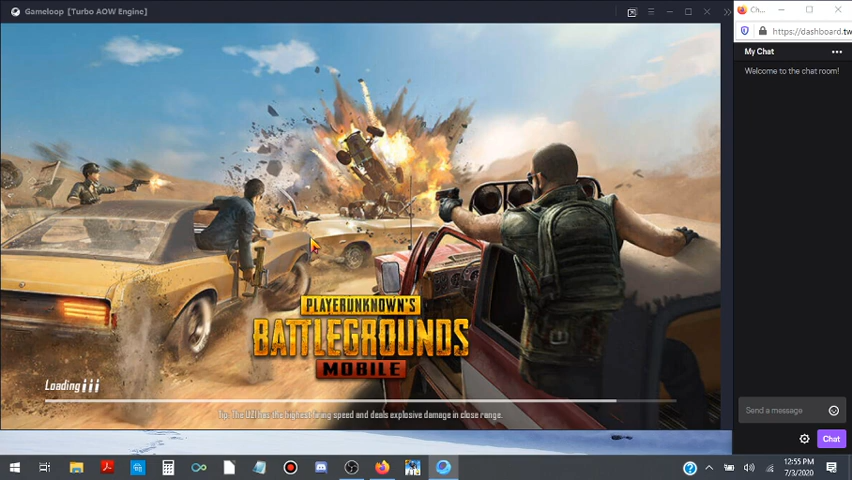 Gameloop [Turbo AOW Engine]
Ch...
https://dashboard.tw
My Chat
Welcome to the chat room!
PLAYERUNKNOWN'S
BATTLEGROUNDS
MOBILE
Loading
Tip: The UZI has the highest firing speed and deals explosive damage in close range.
Send a message
Chat
12:55 PM
7/3/2020